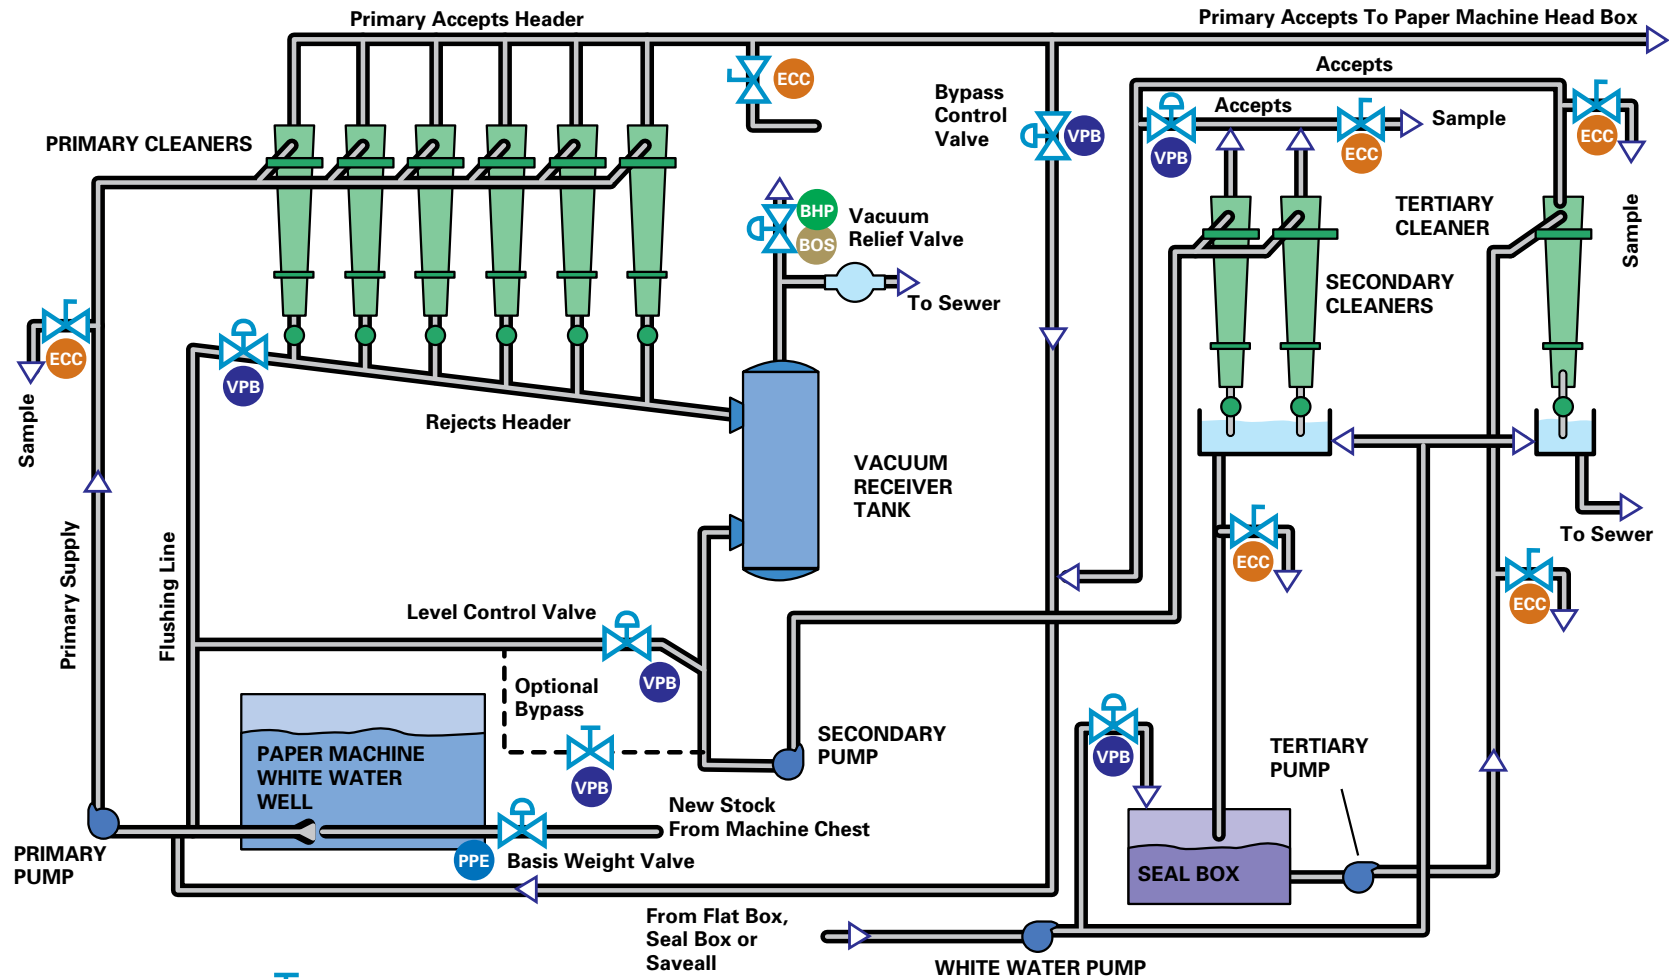 Primary Accepts Header
Primary Accepts To Paper Machine Head Box
Accepts
ECC
Bypass
Control
Valve
VPB
Accepts
VPB
ECC
Sample
ECC
Sample
PRIMARY CLEANERS
BHP
BOS
Vacuum
Relief Valve
To Sewer
TERTIARY
CLEANER
SECONDARY
CLEANERS
ECC
Sample
VPB
Rejects Header
VACUUM
RECEIVER
TANK
To Sewer
ECC
ECC
Primary Supply
Flushing Line
Level Control Valve
VPB
Optional
Bypass
VPB
SECONDARY
PUMP
VPB
TERTIARY
PUMP
PAPER MACHINE
WHITE WATER
WELL
New Stock
From Machine Chest
PPE
Basis Weight Valve
PRIMARY
PUMP
SEAL BOX
From Flat Box,
Seal Box or
Saveall
WHITE WATER PUMP